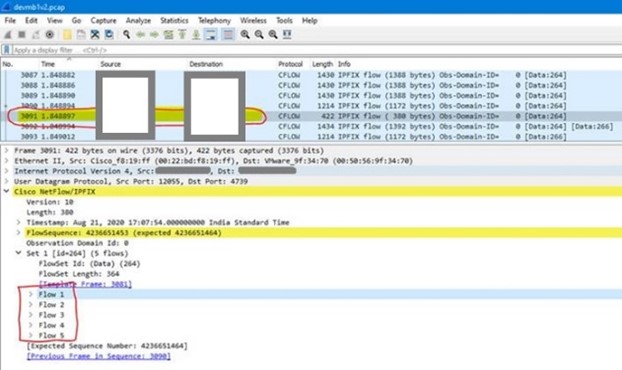 devmb1v2.pcap
File Edit View Go Capture Analyze Statistics Telephony Wireless Tools Help
Apply a display filter ... <Ctrl-/>
No. Time Source Destination Protocol Length Info
3087 1.848882 CFLOW 1430 IPFIX flow (1388 bytes) Obs-Domain-ID= 0 [Data:264]
3088 1.848886 CFLOW 1430 IPFIX flow (1388 bytes) Obs-Domain-ID= 0 [Data:264]
3089 1.848890 CFLOW 1430 IPFIX flow (1388 bytes) Obs-Domain-ID= 0 [Data:264]
3090 1.848894 CFLOW 1214 IPFIX flow (1172 bytes) Obs-Domain-ID= 0 [Data:264]
3091 1.848897 CFLOW 422 IPFIX flow ( 380 bytes) Obs-Domain-ID= 0 [Data:264]
3092 1.848934 CFLOW 1434 IPFIX flow (1392 bytes) Obs-Domain-ID= 0 [Data:264] [Data:266]
3093 1.849012 CFLOW 1214 IPFIX flow (1172 bytes) Obs-Domain-ID= 0 [Data:264]
Frame 3091: 422 bytes on wire (3376 bits), 422 bytes captured (3376 bits)
Ethernet II, Src: Cisco_f8:19:ff (00:22:bd:f8:19:ff), Dst: VMware_9f:34:70 (00:50:56:9f:34:70)
Internet Protocol Version 4, Src: , Dst:
User Datagram Protocol, Src Port: 12055, Dst Port: 4739
Cisco NetFlow/IPFIX
Version: 10
Length: 380
Timestamp: Aug 21, 2020 17:07:54.000000000 India Standard Time
FlowSequence: 4236651453 (expected 4236651464)
Observation Domain Id: 0
Set 1 [id=264] (5 flows)
FlowSet Id: (Data) (264)
FlowSet Length: 364
[Template Frame: 3081]
Flow 1
Flow 2
Flow 3
Flow 4
Flow 5
[Expected Sequence Number: 4236651464]
[Previous Frame in Sequence: 3090]